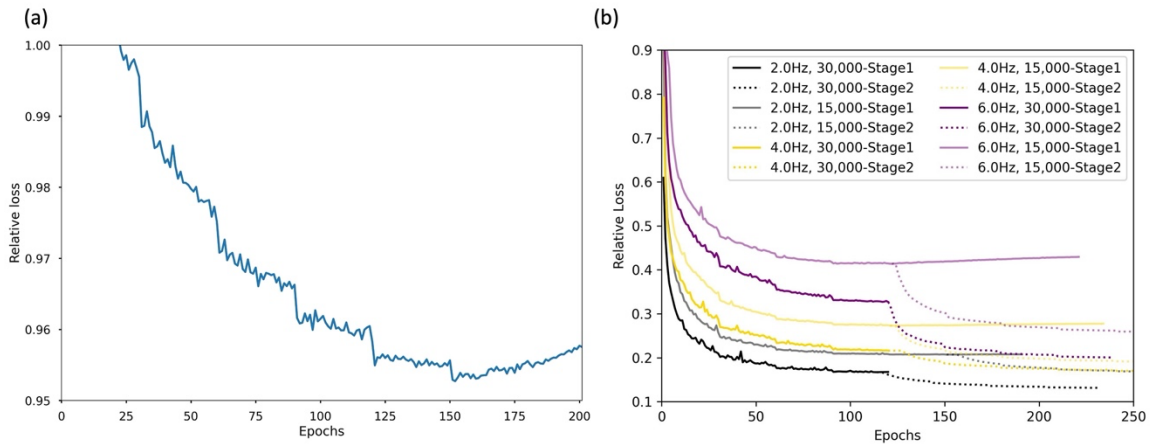 (a)
1.00
0.99
0.98
0.97
0.96
0.95
Relative loss
0
25
50
75
100
125
150
175
200
Epochs
(b)
0.9
0.8
0.7
0.6
0.5
0.4
0.3
0.2
0.1
Relative Loss
2.0Hz, 30,000-Stage1
2.0Hz, 30,000-Stage2
2.0Hz, 15,000-Stage1
2.0Hz, 15,000-Stage2
4.0Hz, 30,000-Stage1
4.0Hz, 30,000-Stage2
4.0Hz, 15,000-Stage1
4.0Hz, 15,000-Stage2
6.0Hz, 30,000-Stage1
6.0Hz, 30,000-Stage2
6.0Hz, 15,000-Stage1
6.0Hz, 15,000-Stage2
0
50
100
150
200
250
Epochs